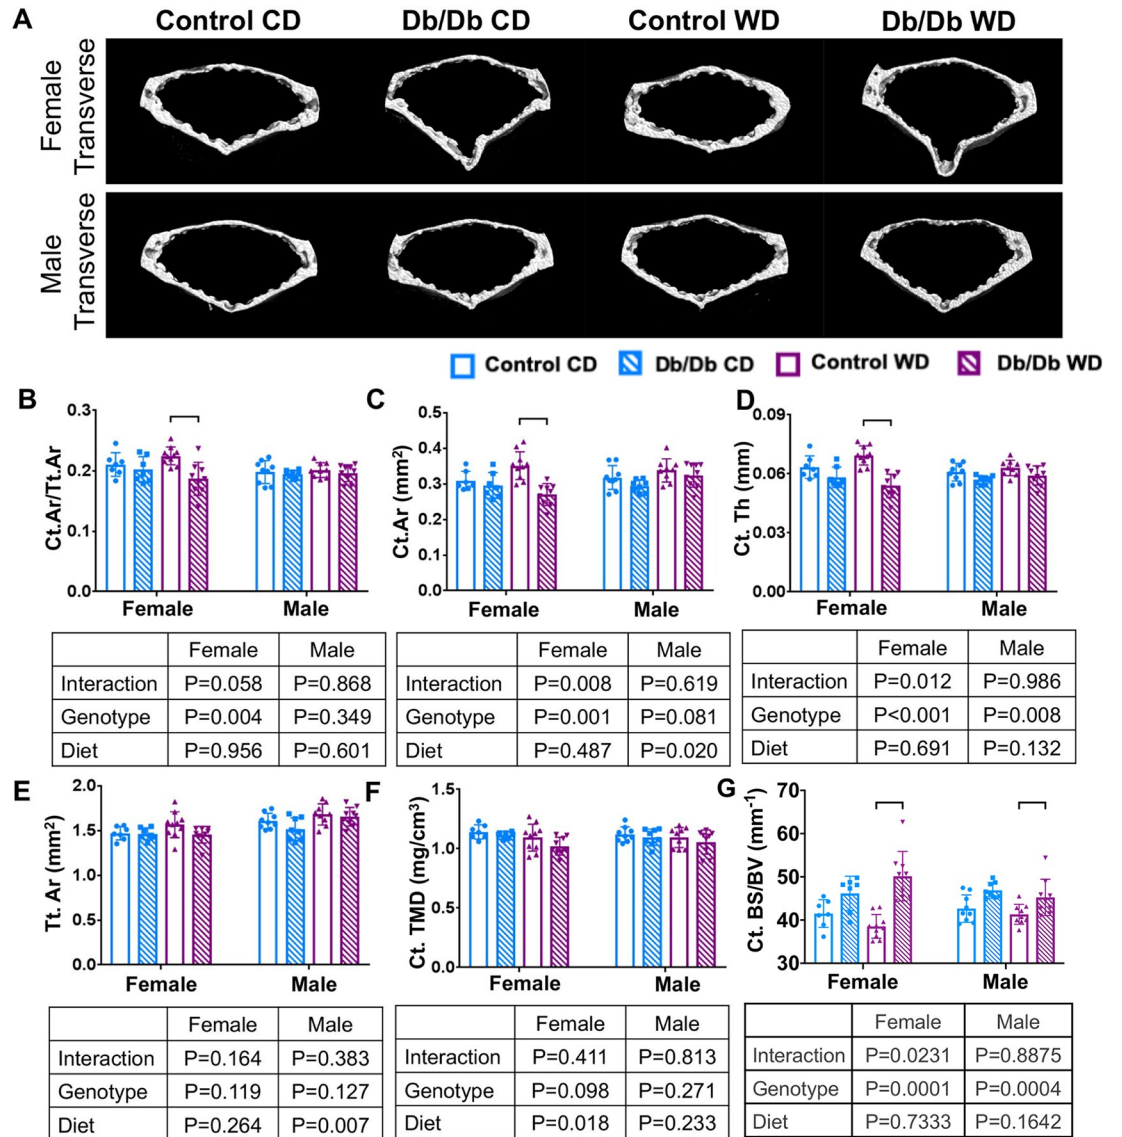 A
Control CD
Db/Db CD
Control WD
Db/Db WD
Female
Transverse
Male
Transverse
Control CD
Db/Db CD
Control WD
Db/Db WD
B
Ct.Ar/Tt.Ar
0.3
0.2
0.1
0.0
Female
Male
Female Male
Interaction P=0.058 P=0.868
Genotype P=0.004 P=0.349
Diet P=0.956 P=0.601
C
Ct.Ar (mm²)
0.5
0.4
0.3
0.2
0.1
0.0
Female
Male
Female Male
Interaction P=0.008 P=0.619
Genotype P=0.001 P=0.081
Diet P=0.487 P=0.020
D
Ct. Th (mm)
0.09
0.06
0.03
0.00
Female
Male
Female Male
Interaction P=0.012 P=0.986
Genotype P<0.001 P=0.008
Diet P=0.691 P=0.132
E
Tt. Ar (mm²)
2.0
1.5
1.0
0.5
0.0
Female
Male
Female Male
Interaction P=0.164 P=0.383
Genotype P=0.119 P=0.127
Diet P=0.264 P=0.007
F
Ct. TMD (mg/cm³)
1.5
1.0
0.5
0.0
Female
Male
Female Male
Interaction P=0.411 P=0.813
Genotype P=0.098 P=0.271
Diet P=0.018 P=0.233
G
Ct. BS/BV (mm⁻¹)
70
60
50
40
30
Female
Male
Female Male
Interaction P=0.0231 P=0.8875
Genotype P=0.0001 P=0.0004
Diet P=0.7333 P=0.1642